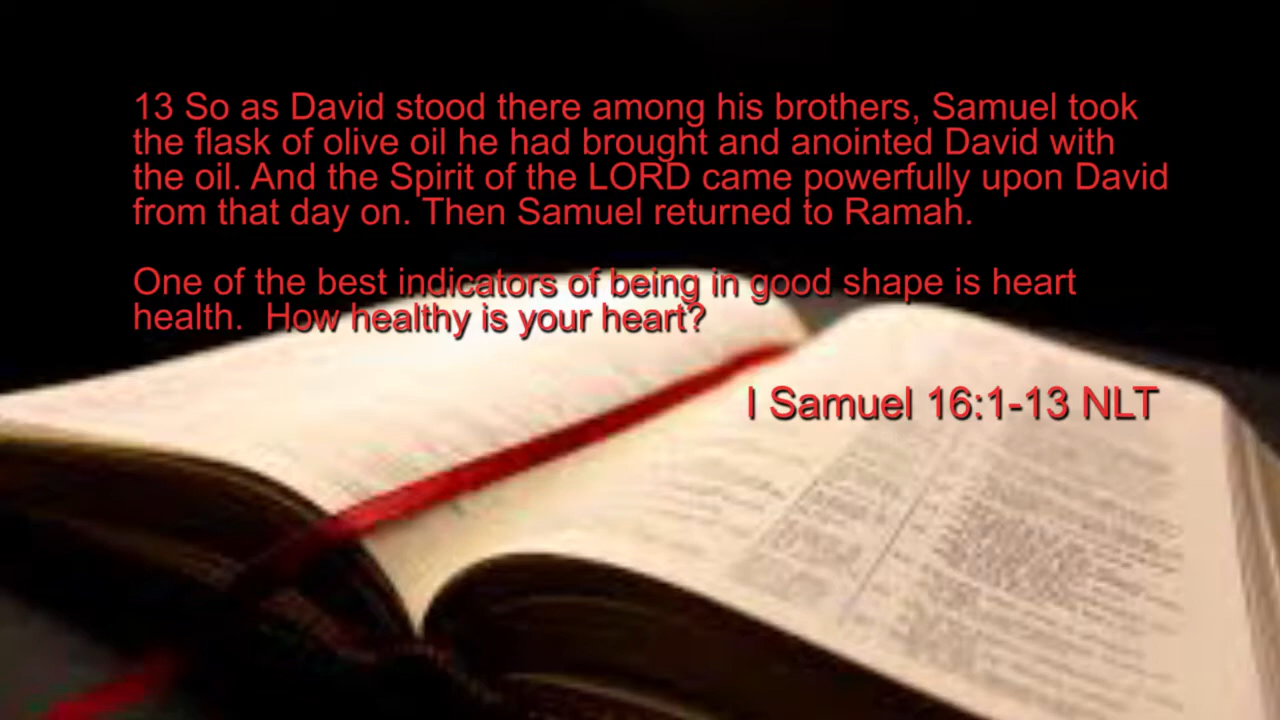 13 So as David stood there among his brothers, Samuel took
the flask of olive oil he had brought and anointed David with
the oil. And the Spirit of the LORD came powerfully upon David
from that day on. Then Samuel returned to Ramah.
One of the best indicators of being in good shape is heart
health.  How healthy is your heart?
I Samuel 16:1-13 NLT